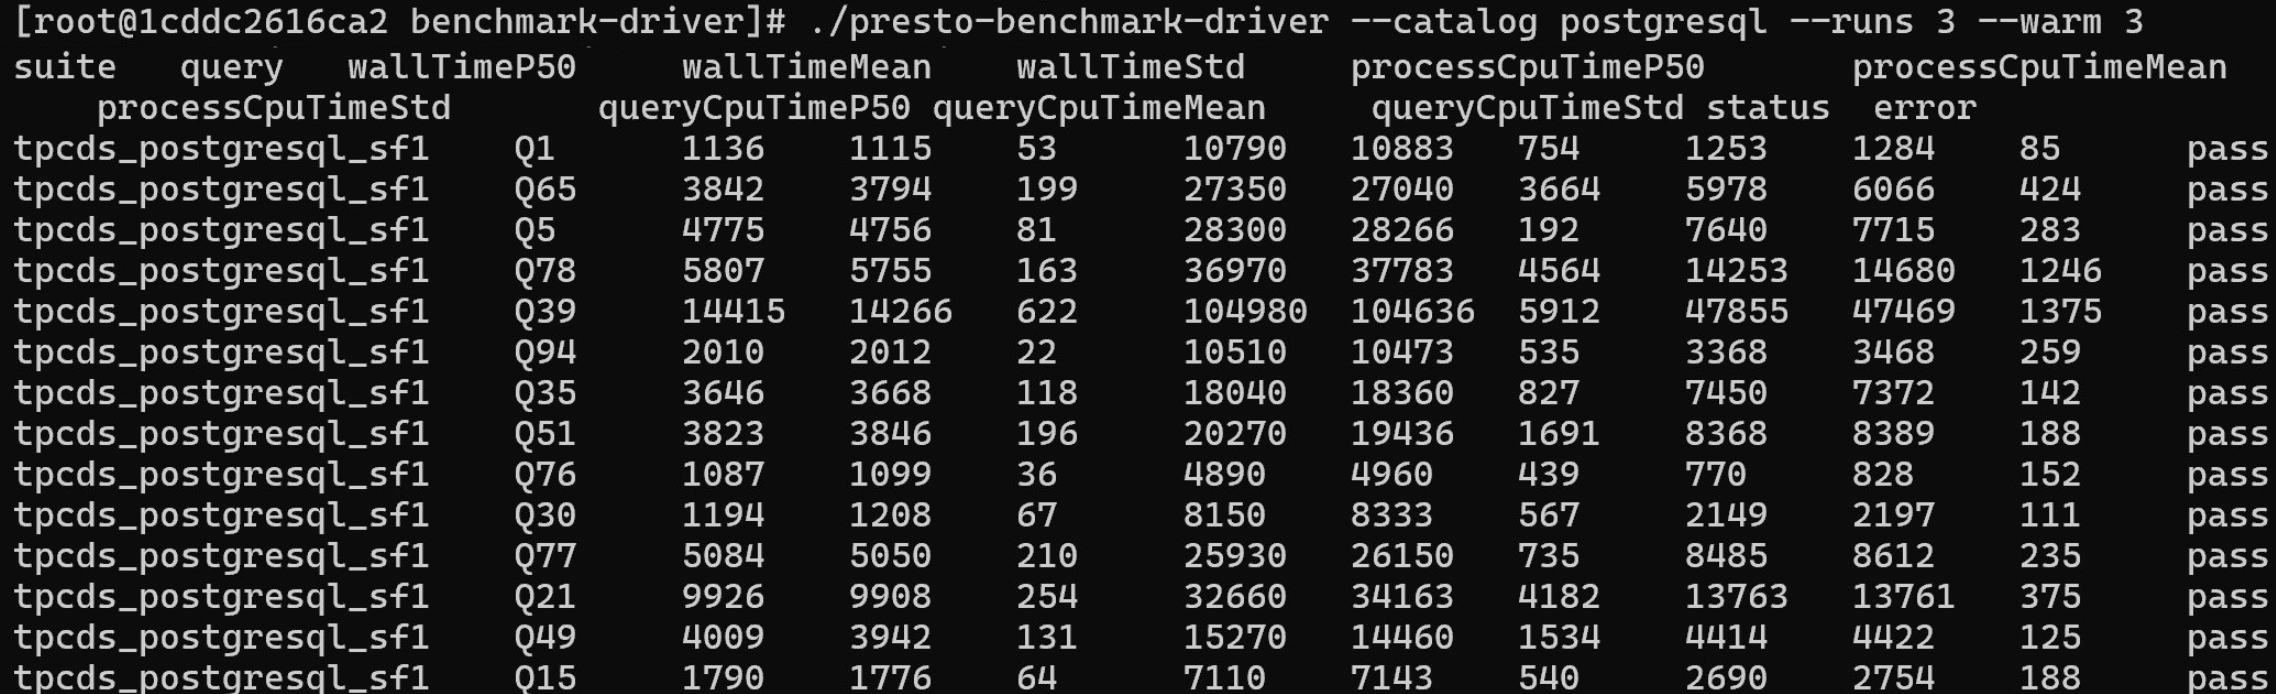 [root@1cddc2616ca2 benchmark-driver]# ./presto-benchmark-driver --catalog postgresql --runs 3 --warm 3
suite query wallTimeP50 wallTimeMean wallTimeStd processCpuTimeP50 processCpuTimeMean
processCpuTimeStd queryCpuTimeP50 queryCpuTimeMean queryCpuTimeStd status error
tpcds_postgresql_sf1 Q1 1136 1115 53 10790 10883 754 1253 1284 85 pass
tpcds_postgresql_sf1 Q65 3842 3794 199 27350 27040 3664 5978 6066 424 pass
tpcds_postgresql_sf1 Q5 4775 4756 81 28300 28266 192 7640 7715 283 pass
tpcds_postgresql_sf1 Q78 5807 5755 163 36970 37783 4564 14253 14680 1246 pass
tpcds_postgresql_sf1 Q39 14415 14266 622 104980 104636 5912 47855 47469 1375 pass
tpcds_postgresql_sf1 Q94 2010 2012 22 10510 10473 535 3368 3468 259 pass
tpcds_postgresql_sf1 Q35 3646 3668 118 18040 18360 827 7450 7372 142 pass
tpcds_postgresql_sf1 Q51 3823 3846 196 20270 19436 1691 8368 8389 188 pass
tpcds_postgresql_sf1 Q76 1087 1099 36 4890 4960 439 770 828 152 pass
tpcds_postgresql_sf1 Q30 1194 1208 67 8150 8333 567 2149 2197 111 pass
tpcds_postgresql_sf1 Q77 5084 5050 210 25930 26150 735 8485 8612 235 pass
tpcds_postgresql_sf1 Q21 9926 9908 254 32660 34163 4182 13763 13761 375 pass
tpcds_postgresql_sf1 Q49 4009 3942 131 15270 14460 1534 4414 4422 125 pass
tpcds_postgresql_sf1 Q15 1790 1776 64 7110 7143 540 2690 2754 188 pass